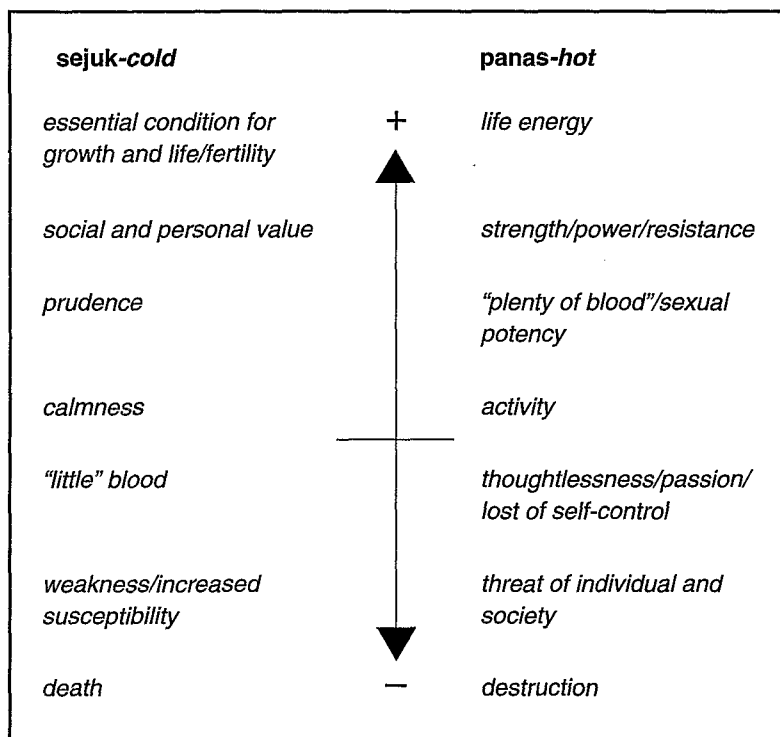 sejuk-cold
panas-hot
essential condition for
growth and life/fertility
+
life energy
social and personal value
strength/power/resistance
prudence
“plenty of blood”/sexual
potency
calmness
activity
“little” blood
thoughtlessness/passion/
lost of self-control
weakness/increased
susceptibility
threat of individual and
society
death
−
destruction